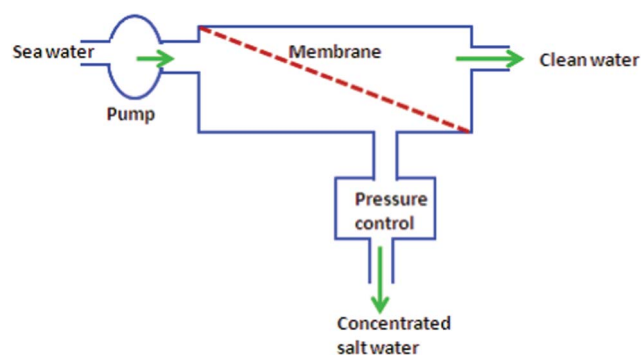 Sea water
Membrane
Clean water
Pump
Pressure
control
Concentrated
salt water